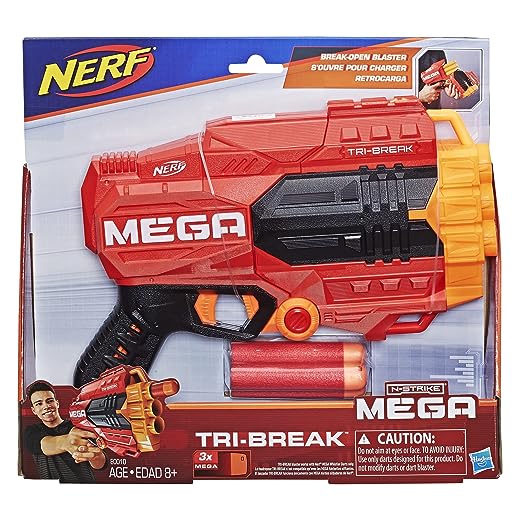 NERF
BREAK-OPEN BLASTER
S'OUVRE POUR CHARGER
RETROCARGA
TRI-BREAK
NERF
MEGA
N-STRIKE
MEGA
TRI-BREAK™
3x
MEGA
AGE • EDAD 8+
⚠ CAUTION:
Do not aim at eyes or face. TO AVOID INJURY:
Use only darts designed for this product. Do
not modify darts or dart blaster.
Hasbro